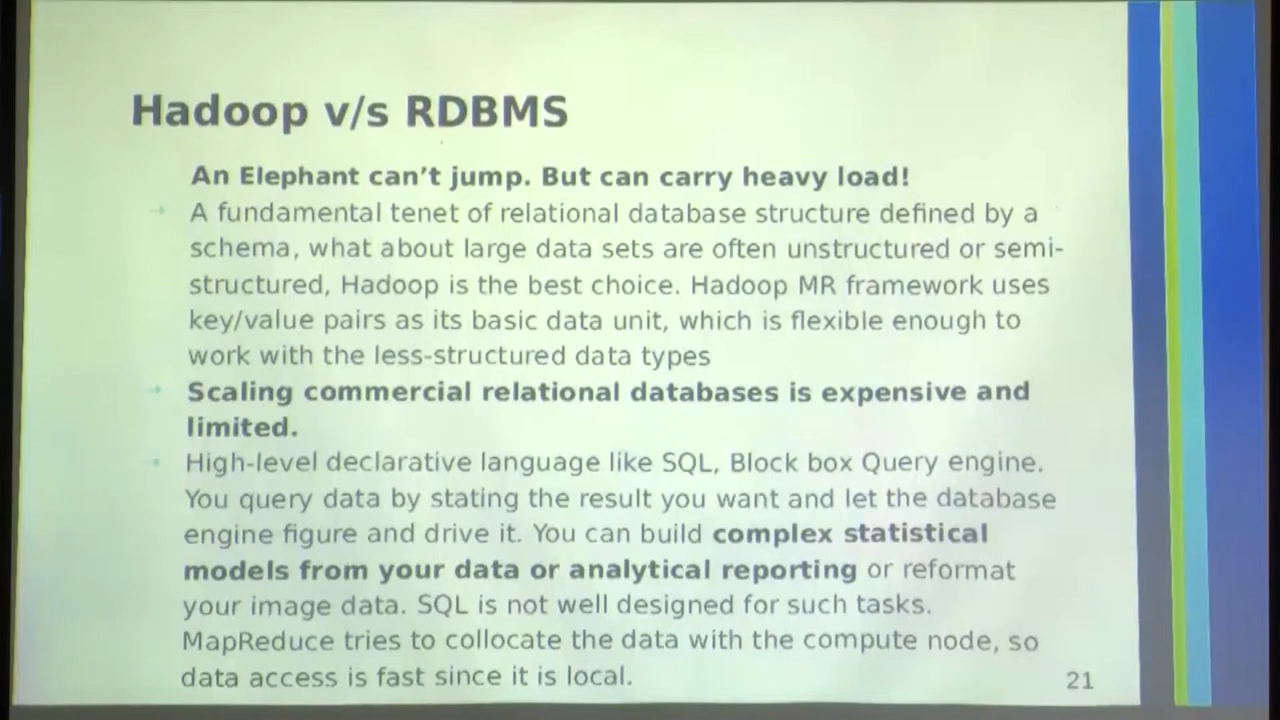 Hadoop v/s RDBMS
An Elephant can’t jump. But can carry heavy load!
A fundamental tenet of relational database structure defined by a
schema, what about large data sets are often unstructured or semi-
structured, Hadoop is the best choice. Hadoop MR framework uses
key/value pairs as its basic data unit, which is flexible enough to
work with the less-structured data types
Scaling commercial relational databases is expensive and
limited.
High-level declarative language like SQL, Block box Query engine.
You query data by stating the result you want and let the database
engine figure and drive it. You can build complex statistical
models from your data or analytical reporting or reformat
your image data. SQL is not well designed for such tasks.
MapReduce tries to collocate the data with the compute node, so
data access is fast since it is local.
21